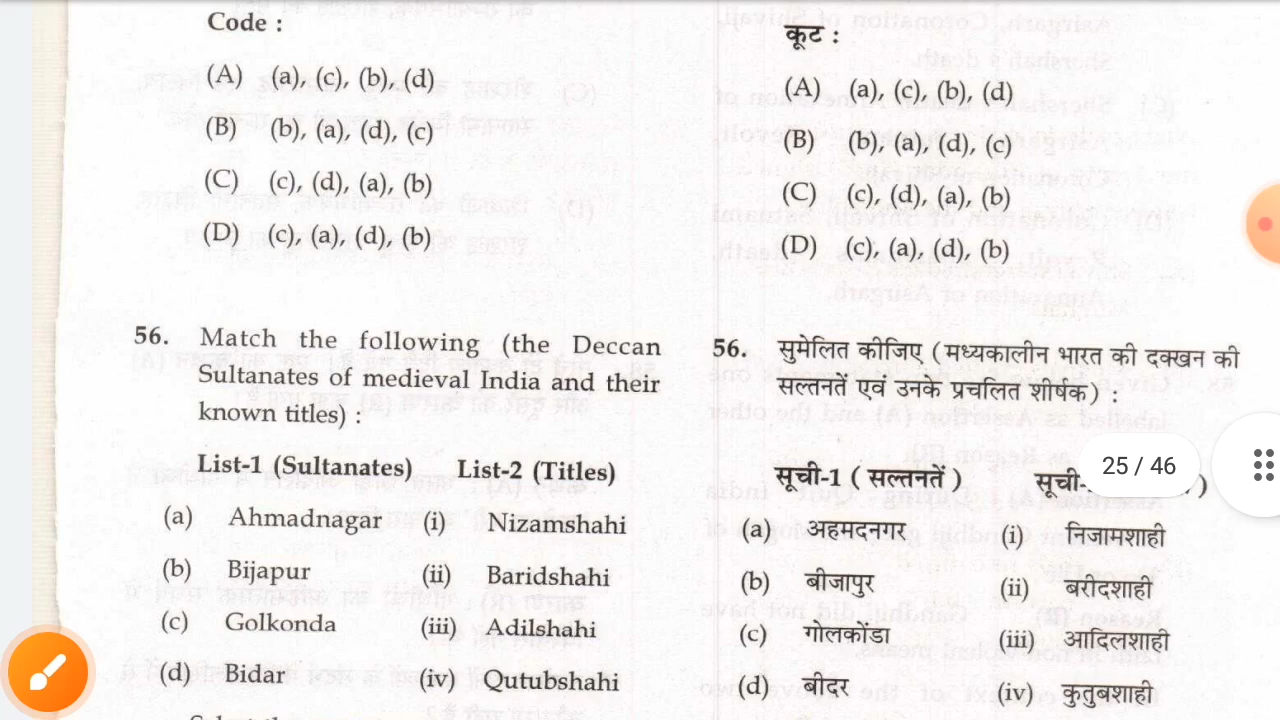 Code :
(A) (a), (c), (b), (d)
(B) (b), (a), (d), (c)
(C) (c), (d), (a), (b)
(D) (c), (a), (d), (b)
56. Match the following (the Deccan
Sultanates of medieval India and their
known titles) :
List-1 (Sultanates) List-2 (Titles)
(a) Ahmadnagar (i) Nizamshahi
(b) Bijapur (ii) Baridshahi
(c) Golkonda (iii) Adilshahi
(d) Bidar (iv) Qutubshahi
कूट :
(A) (a), (c), (b), (d)
(B) (b), (a), (d), (c)
(C) (c), (d), (a), (b)
(D) (c), (a), (d), (b)
56. सुमेलित कीजिए (मध्यकालीन भारत की दक्खन की
सल्तनतें एवं उनके प्रचलित शीर्षक) :
सूची-1 ( सल्तनतें )
(a) अहमदनगर (i) निजामशाही
(b) बीजापुर (ii) बरीदशाही
(c) गोलकोंडा (iii) आदिलशाही
(d) बीदर (iv) कुतुबशाही
25 / 46